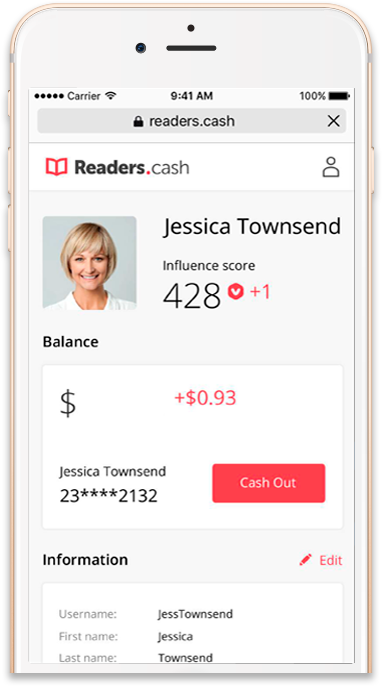 Carrier 9:41 AM 100%
readers.cash
Readers.cash
Jessica Townsend
Influence score
428 +1
Balance
$ +$0.93
Jessica Townsend
23****2132
Cash Out
Information Edit
Username: JessTownsend
First name: Jessica
Last name: Townsend